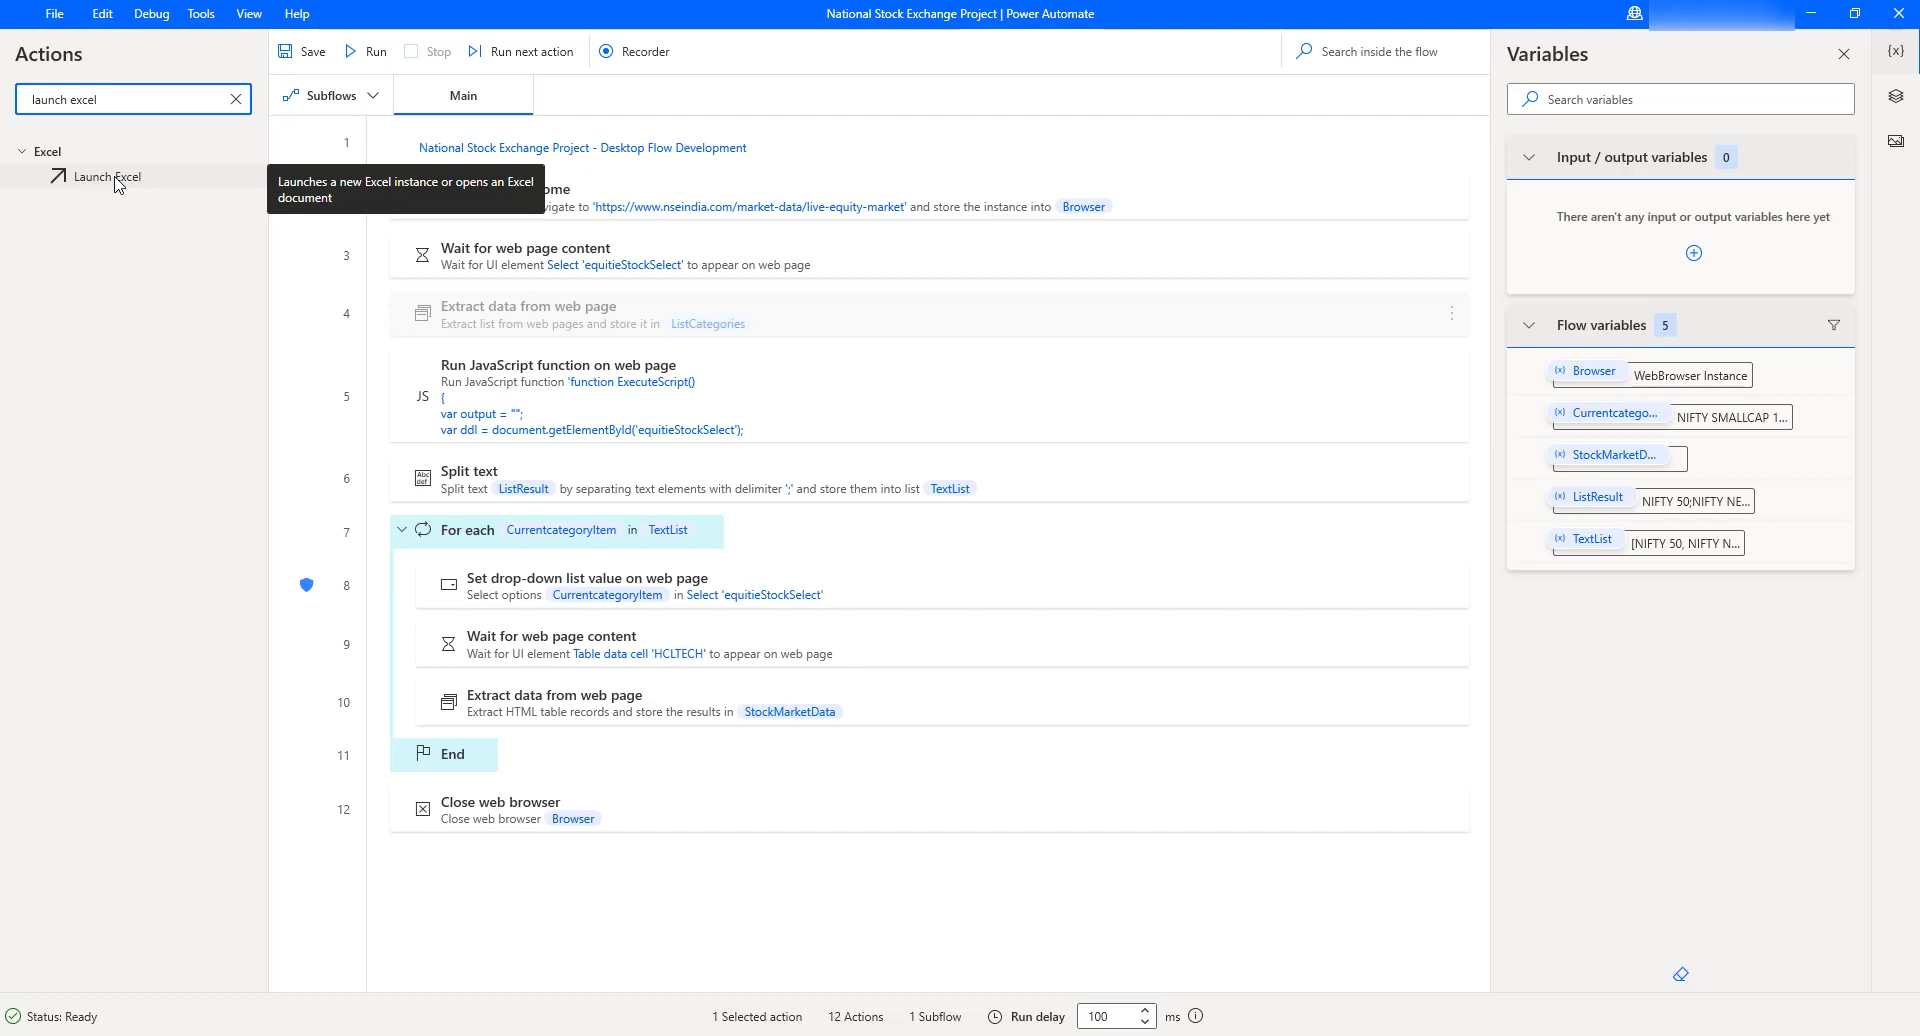 File Edit Debug Tools View Help
National Stock Exchange Project | Power Automate
Actions
launch excel
Excel
Launch Excel
Save Run Stop Run next action Recorder
Search inside the flow
Subflows Main
1 National Stock Exchange Project - Desktop Flow Development
Launches a new Excel instance or opens an Excel
document
ome
vigate to 'https://www.nseindia.com/market-data/live-equity-market' and store the instance into Browser
3 Wait for web page content
Wait for UI element Select 'equitieStockSelect' to appear on web page
4 Extract data from web page
Extract list from web pages and store it in ListCategories
Run JavaScript function on web page
Run JavaScript function 'function ExecuteScript()
5 JS {
var output = "";
var ddl = document.getElementById('equitieStockSelect');
6 Abc def Split text
Split text ListResult by separating text elements with delimiter ';' and store them into list TextList
7 For each CurrentcategoryItem in TextList
8 Set drop-down list value on web page
Select options CurrentcategoryItem in Select 'equitieStockSelect'
9 Wait for web page content
Wait for UI element Table data cell 'HCLTECH' to appear on web page
10 Extract data from web page
Extract HTML table records and store the results in StockMarketData
11 End
12 Close web browser
Close web browser Browser
Variables
{x}
Search variables
Input / output variables 0
There aren't any input or output variables here yet
Flow variables 5
(x) Browser WebBrowser Instance
(x) Currentcatego... NIFTY SMALLCAP 1...
(x) StockMarketD...
(x) ListResult NIFTY 50;NIFTY NE...
(x) TextList [NIFTY 50, NIFTY N...
Status: Ready
1 Selected action 12 Actions 1 Subflow Run delay 100 ms